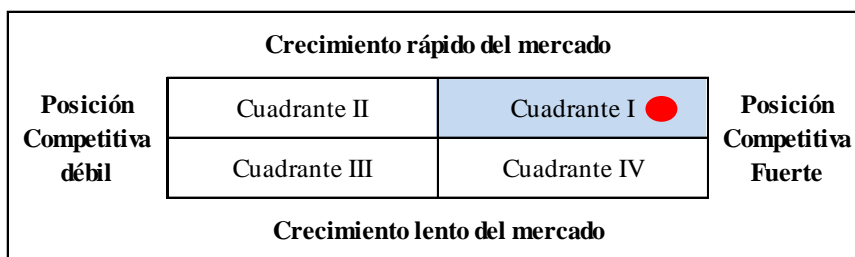 Crecimiento rápido del mercado
Posición
Competitiva
débil
Cuadrante II
Cuadrante I
Cuadrante III
Cuadrante IV
Posición
Competitiva
Fuerte
Crecimiento lento del mercado